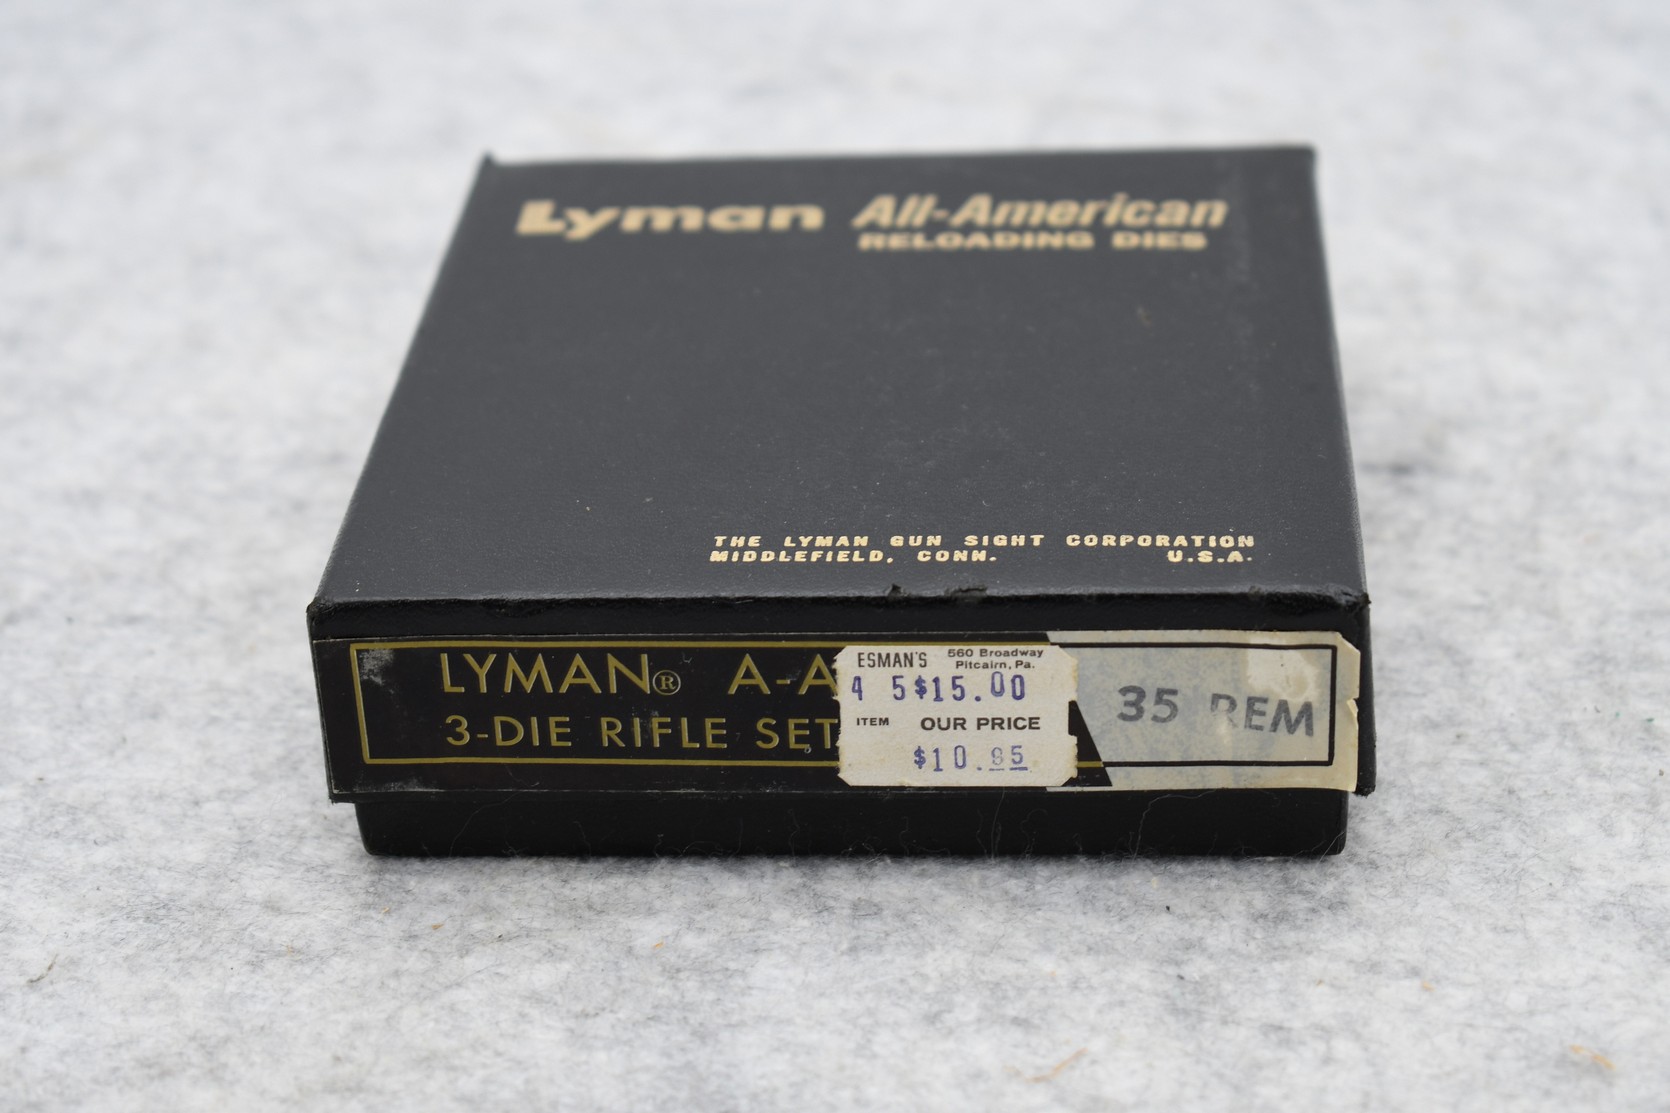 Lyman All-American
RELOADING DIES
THE LYMAN GUN SIGHT CORPORATION
MIDDLEFIELD, CONN. U.S.A.
LYMAN® A-A
3-DIE RIFLE SET
ESMAN'S 560 Broadway
Pitcairn, Pa.
4 5 $15.00
ITEM OUR PRICE
$10.
35 REM